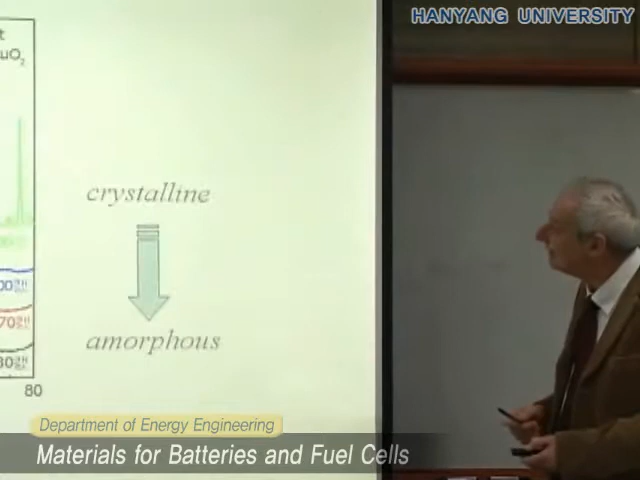 HANYANG UNIVERSITY
crystalline
amorphous
80
Department of Energy Engineering
Materials for Batteries and Fuel Cells